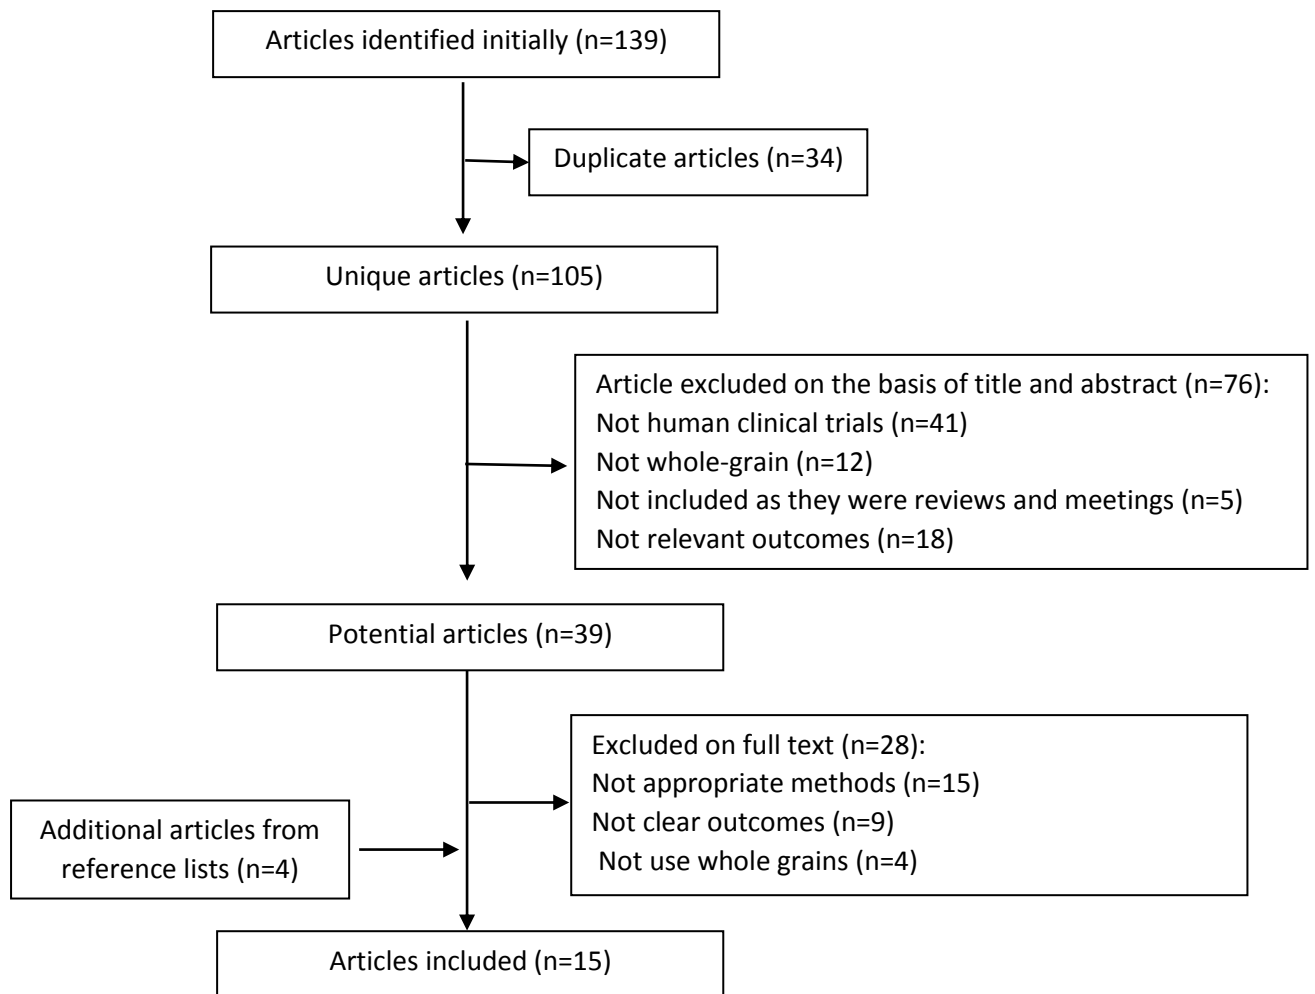 Articles identified initially (n=139)
Duplicate articles (n=34)
Unique articles (n=105)
Article excluded on the basis of title and abstract (n=76):
Not human clinical trials (n=41)
Not whole-grain (n=12)
Not included as they were reviews and meetings (n=5)
Not relevant outcomes (n=18)
Potential articles (n=39)
Excluded on full text (n=28):
Not appropriate methods (n=15)
Not clear outcomes (n=9)
Not use whole grains (n=4)
Additional articles from
reference lists (n=4)
Articles included (n=15)